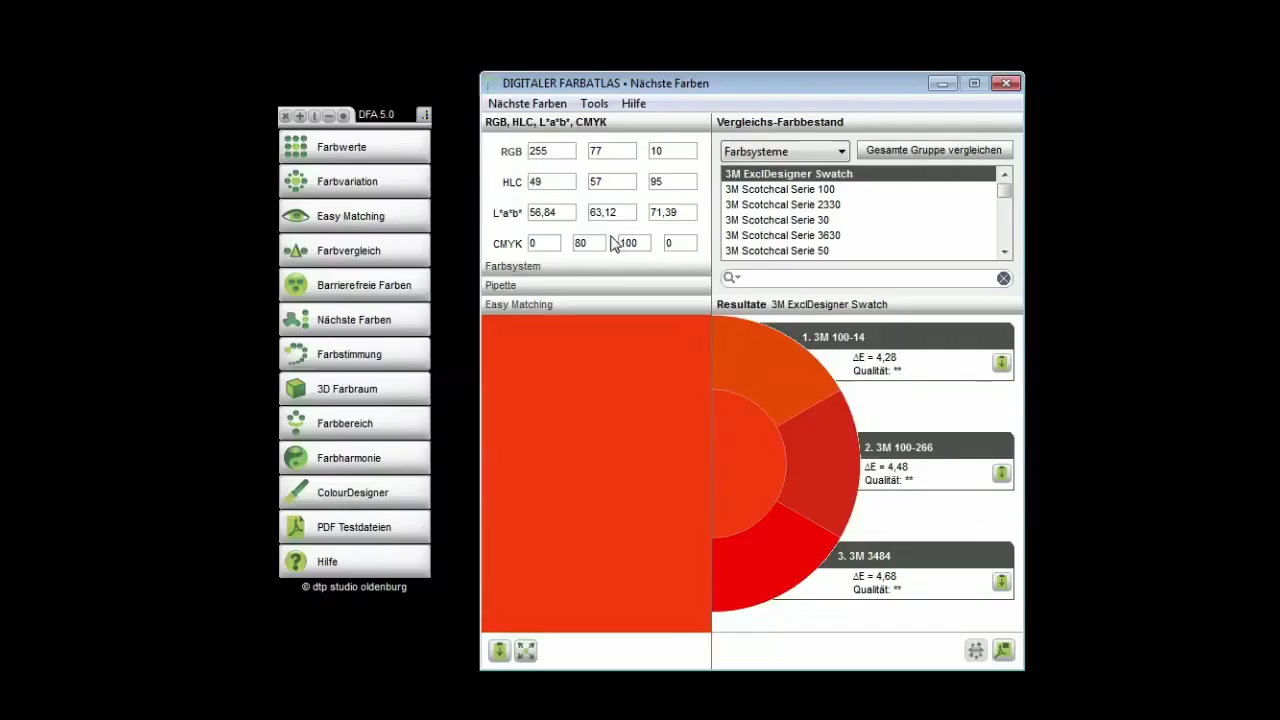 DFA 5.0
Farbwerte
Farbvariation
Easy Matching
Farbvergleich
Barrierefreie Farben
Nächste Farben
Farbstimmung
3D Farbraum
Farbbereich
Farbharmonie
ColourDesigner
PDF Testdateien
Hilfe
© dtp studio oldenburg
DIGITALER FARBATLAS • Nächste Farben
Nächste Farben Tools Hilfe
RGB, HLC, L*a*b*, CMYK
RGB 255 77 10
HLC 49 57 95
L*a*b* 56,84 63,12 71,39
CMYK 0 80 100 0
Farbsystem
Pipette
Easy Matching
Vergleichs-Farbbestand
Farbsysteme Gesamte Gruppe vergleichen
3M ExclDesigner Swatch
3M Scotchcal Serie 100
3M Scotchcal Serie 2330
3M Scotchcal Serie 30
3M Scotchcal Serie 3630
3M Scotchcal Serie 50
Resultate 3M ExclDesigner Swatch
1. 3M 100-14
ΔE = 4,28
Qualität: **
2. 3M 100-266
ΔE = 4,48
Qualität: **
3. 3M 3484
ΔE = 4,68
Qualität: **